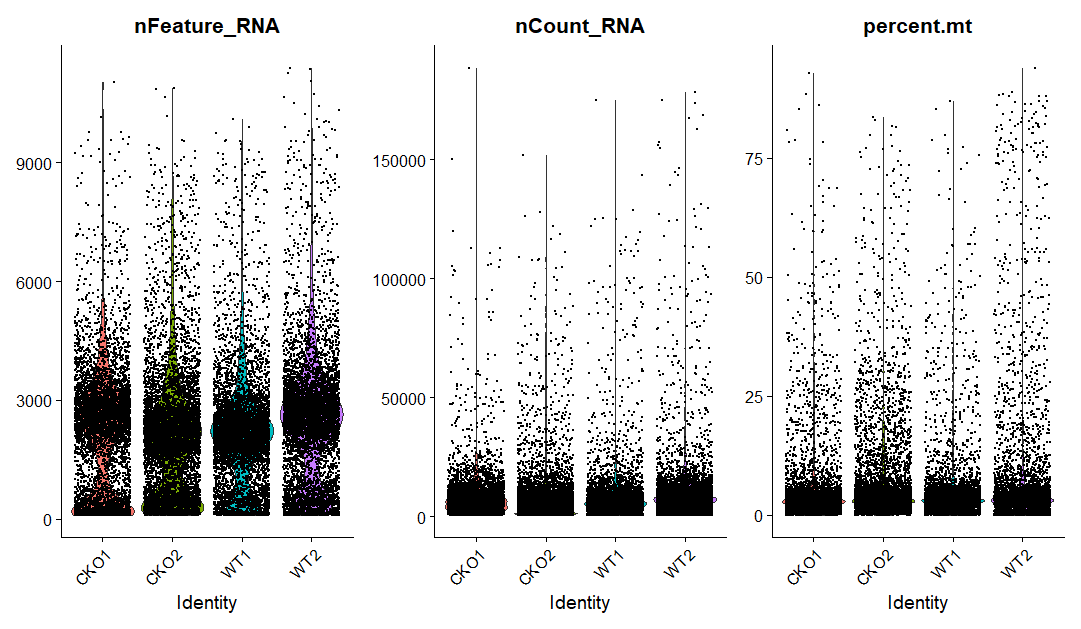 nFeature_RNA
9000
6000
3000
0
CKO1
CKO2
WT1
WT2
Identity
nCount_RNA
150000
100000
50000
0
CKO1
CKO2
WT1
WT2
Identity
percent.mt
75
50
25
0
CKO1
CKO2
WT1
WT2
Identity